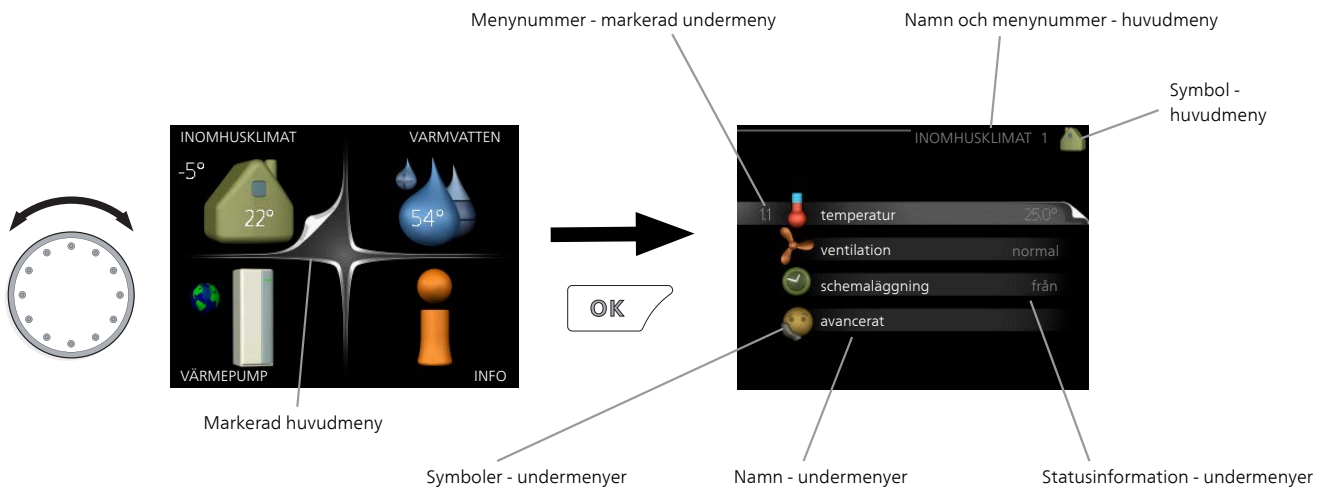 Menynummer - markerad undermeny
Namn och menynummer - huvudmeny
Symbol -
huvudmeny
INOMHUSKLIMAT
VARMVATTEN
-5°
22°
54°
VÄRMEPUMP
INFO
Markerad huvudmeny
OK
INOMHUSKLIMAT 1
1.1 temperatur 25.0°
ventilation normal
schemaläggning från
avancerat
Symboler - undermenyer
Namn - undermenyer
Statusinformation - undermenyer